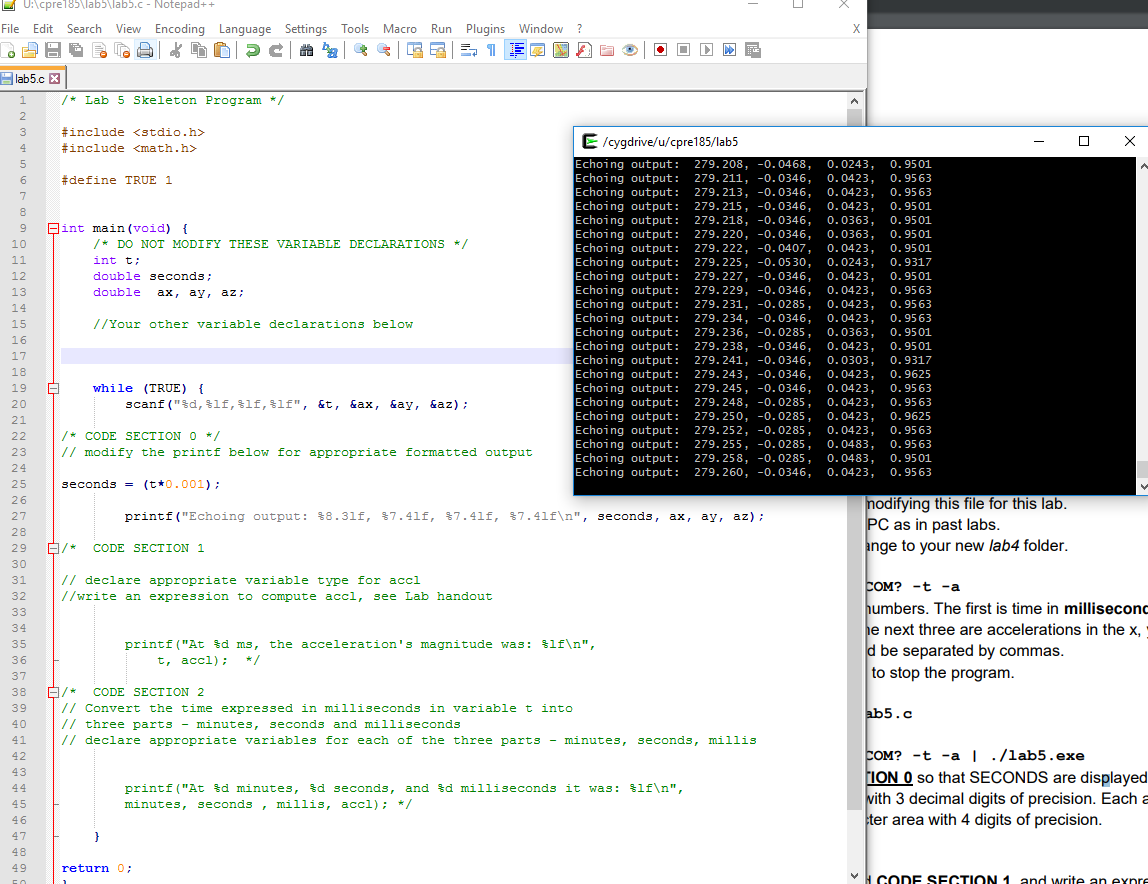 U:\cpre185\lab5\lab5.c - Notepad++
File Edit Search View Encoding Language Settings Tools Macro Run Plugins Window ? X
lab5.c
1 /* Lab 5 Skeleton Program */
2
3 #include <stdio.h>
4 #include <math.h>
5
6 #define TRUE 1
7
8
9 int main(void) {
10 /* DO NOT MODIFY THESE VARIABLE DECLARATIONS */
11 int t;
12 double seconds;
13 double  ax, ay, az;
14
15 //Your other variable declarations below
16
17
18
19 while (TRUE) {
20 scanf("%d,%lf,%lf,%lf", &t, &ax, &ay, &az);
21
22 /* CODE SECTION 0 */
23 // modify the printf below for appropriate formatted output
24
25 seconds = (t*0.001);
26
27 printf("Echoing output: %8.3lf, %7.4lf, %7.4lf, %7.4lf\n", seconds, ax, ay, az);
28
29 /*  CODE SECTION 1
30
31 // declare appropriate variable type for accl
32 //write an expression to compute accl, see Lab handout
33
34
35 printf("At %d ms, the acceleration's magnitude was: %lf\n",
36 t, accl);  */
37
38 /*  CODE SECTION 2
39 // Convert the time expressed in milliseconds in variable t into
40 // three parts - minutes, seconds and milliseconds
41 // declare appropriate variables for each of the three parts - minutes, seconds, millis
42
43
44 printf("At %d minutes, %d seconds, and %d milliseconds it was: %lf\n",
45 minutes, seconds , millis, accl); */
46
47 }
48
49 return 0;
50 }
/cygdrive/u/cpre185/lab5
Echoing output:  279.208, -0.0468,  0.0243,  0.9501
Echoing output:  279.211, -0.0346,  0.0423,  0.9563
Echoing output:  279.213, -0.0346,  0.0423,  0.9563
Echoing output:  279.215, -0.0346,  0.0423,  0.9501
Echoing output:  279.218, -0.0346,  0.0363,  0.9501
Echoing output:  279.220, -0.0346,  0.0363,  0.9501
Echoing output:  279.222, -0.0407,  0.0423,  0.9501
Echoing output:  279.225, -0.0530,  0.0243,  0.9317
Echoing output:  279.227, -0.0346,  0.0423,  0.9501
Echoing output:  279.229, -0.0346,  0.0423,  0.9563
Echoing output:  279.231, -0.0285,  0.0423,  0.9563
Echoing output:  279.234, -0.0346,  0.0423,  0.9563
Echoing output:  279.236, -0.0285,  0.0363,  0.9501
Echoing output:  279.238, -0.0346,  0.0423,  0.9501
Echoing output:  279.241, -0.0346,  0.0303,  0.9317
Echoing output:  279.243, -0.0346,  0.0423,  0.9625
Echoing output:  279.245, -0.0346,  0.0423,  0.9563
Echoing output:  279.248, -0.0285,  0.0423,  0.9563
Echoing output:  279.250, -0.0285,  0.0423,  0.9625
Echoing output:  279.252, -0.0285,  0.0423,  0.9563
Echoing output:  279.255, -0.0285,  0.0483,  0.9563
Echoing output:  279.258, -0.0285,  0.0483,  0.9501
Echoing output:  279.260, -0.0346,  0.0423,  0.9563
modifying this file for this lab.
PC as in past labs.
ange to your new lab4 folder.
COM? -t -a
numbers. The first is time in millisecond
he next three are accelerations in the x,
d be separated by commas.
to stop the program.
ab5.c
COM? -t -a | ./lab5.exe
TION 0 so that SECONDS are displayed
with 3 decimal digits of precision. Each a
cter area with 4 digits of precision.
CODE SECTION 1, and write an expre